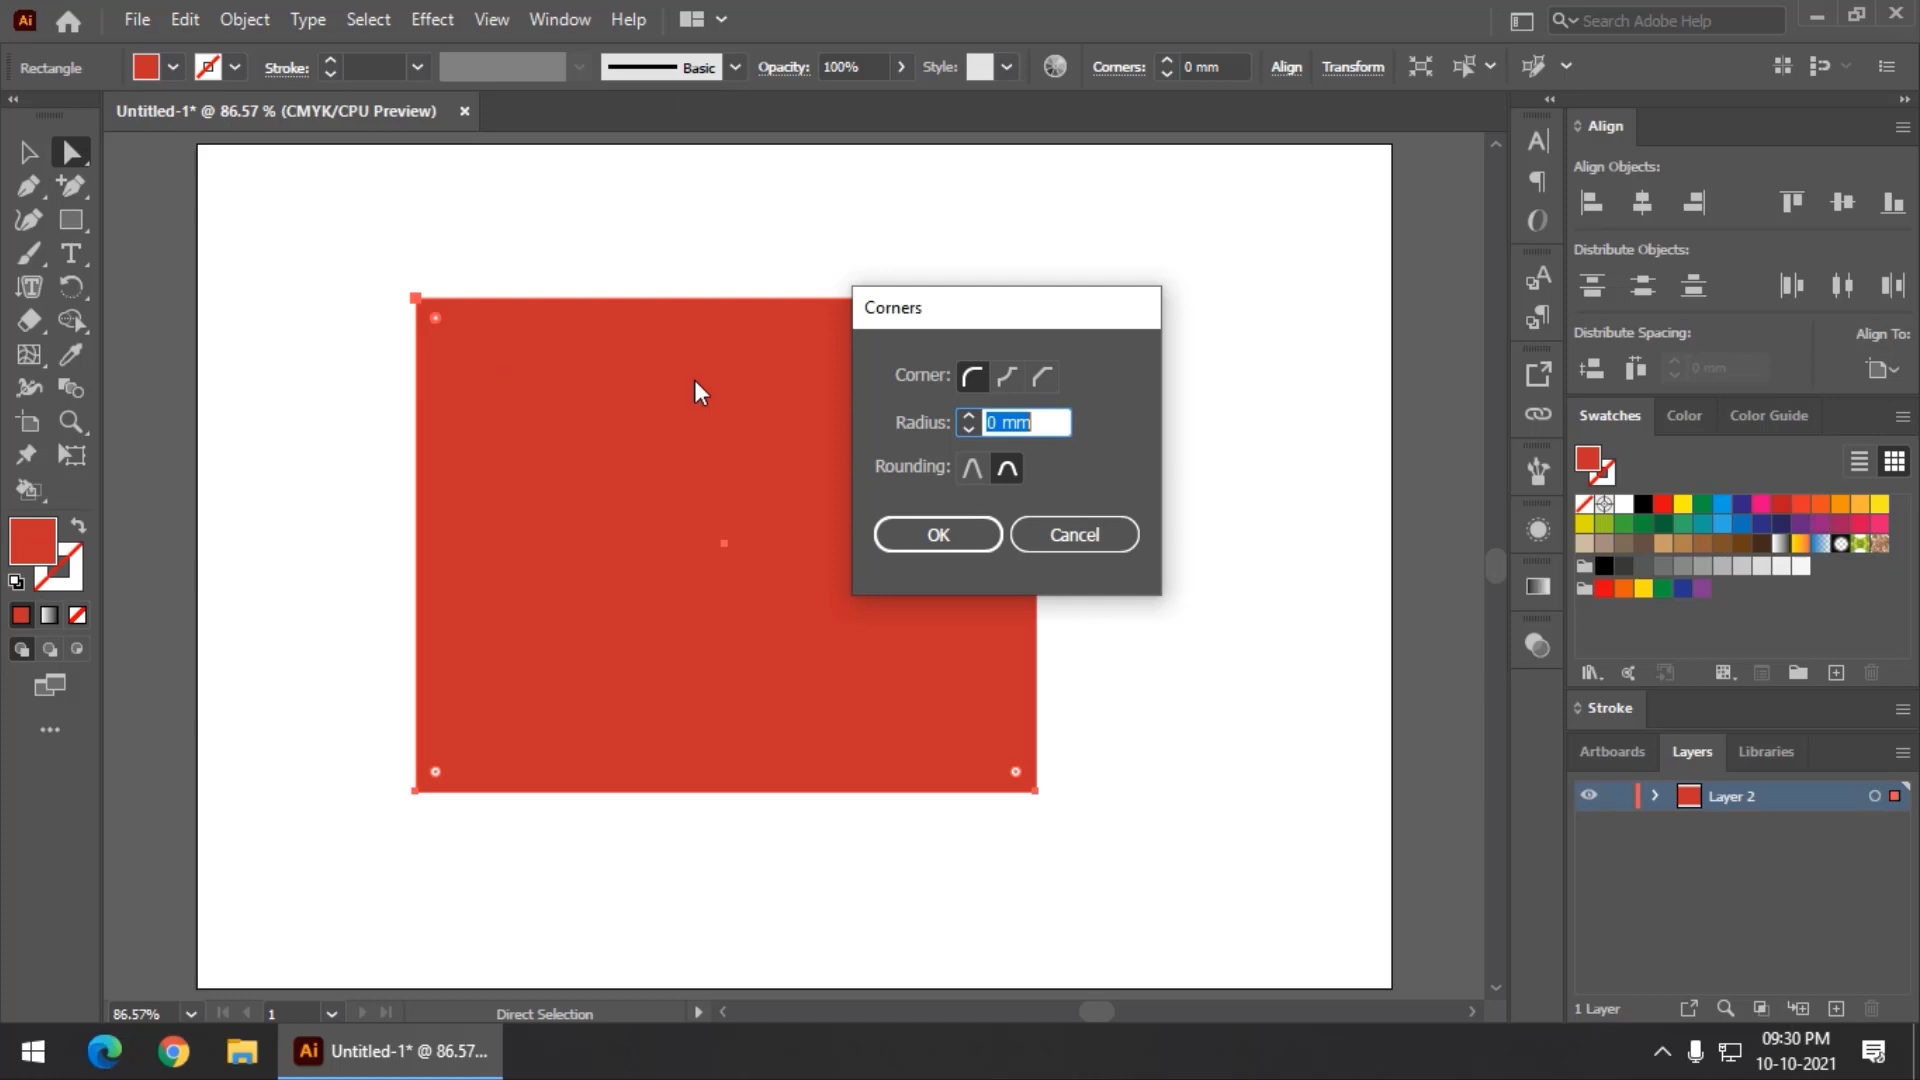 Ai File Edit Object Type Select Effect View Window Help Search Adobe Help
Rectangle Stroke: Basic Opacity: 100% Style: Corners: 0 mm Align Transform
Untitled-1* @ 86.57 % (CMYK/CPU Preview)
Align
Align Objects:
Distribute Objects:
Distribute Spacing: Align To:
0 mm
Corners
Corner:
Radius: 0 mm
Rounding:
OK Cancel
Swatches Color Color Guide
Stroke
Artboards Layers Libraries
Layer 2
1 Layer
86.57% 1 Direct Selection
Ai Untitled-1* @ 86.57...
09:30 PM
10-10-2021